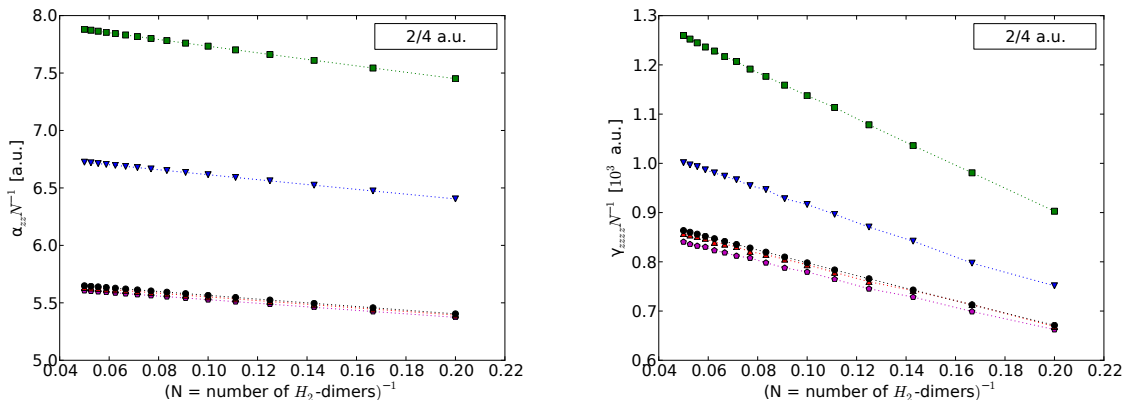 8.0
7.5
7.0
6.5
6.0
5.5
5.0
α_zz N⁻¹ [a.u.]
2/4 a.u.
0.04 0.06 0.08 0.10 0.12 0.14 0.16 0.18 0.20 0.22
(N = number of H₂-dimers)⁻¹
1.3
1.2
1.1
1.0
0.9
0.8
0.7
0.6
γ_zzzz N⁻¹ [10³ a.u.]
2/4 a.u.
0.04 0.06 0.08 0.10 0.12 0.14 0.16 0.18 0.20 0.22
(N = number of H₂-dimers)⁻¹